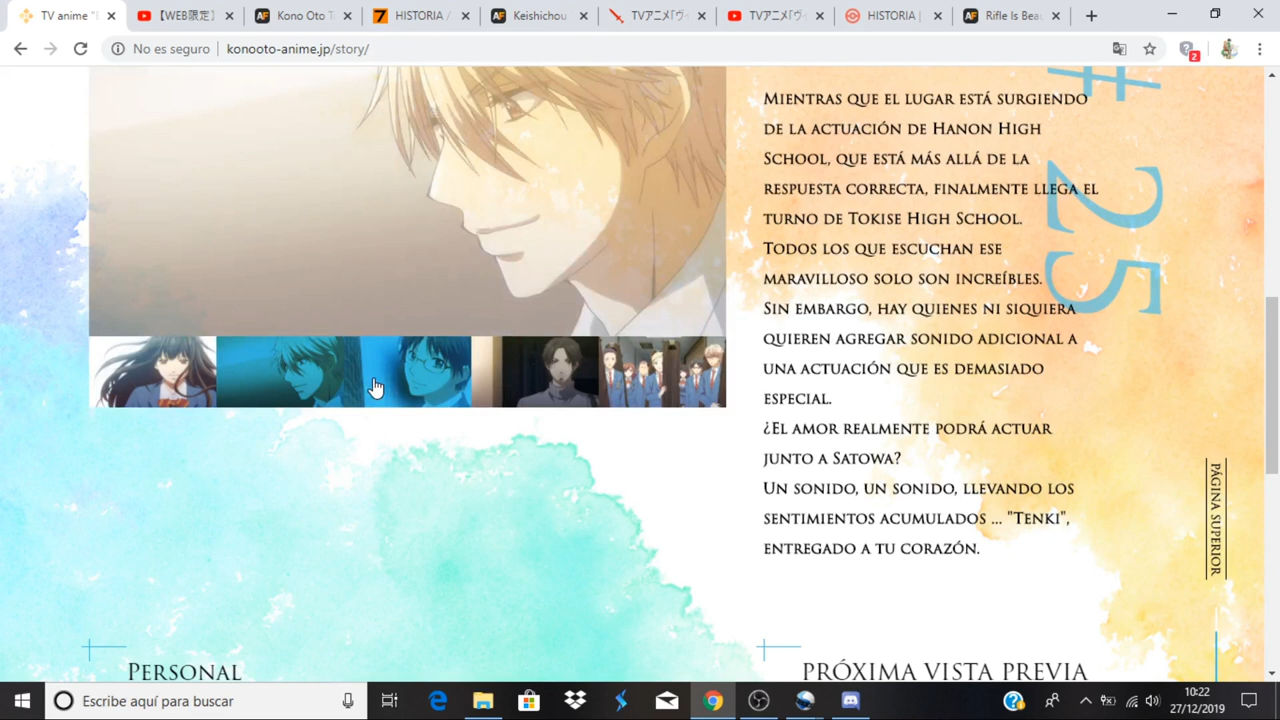 TV anime "
【WEB限定】
Kono Oto T
HISTORIA /
Keishichou
TVアニメ「ヴィ
TVアニメ「ヴィ
HISTORIA |
Rifle Is Beau
No es seguro
konooto-anime.jp/story/
2
# 25
Mientras que el lugar está surgiendo
de la actuación de Hanon High
School, que está más allá de la
respuesta correcta, finalmente llega el
turno de Tokise High School.
Todos los que escuchan ese
maravilloso solo son increíbles.
Sin embargo, hay quienes ni siquiera
quieren agregar sonido adicional a
una actuación que es demasiado
especial.
¿El amor realmente podrá actuar
junto a Satowa?
Un sonido, un sonido, llevando los
sentimientos acumulados ... "Tenki",
entregado a tu corazón.
PÁGINA SUPERIOR
Personal
PRÓXIMA VISTA PREVIA
Escribe aquí para buscar
10:22
27/12/2019